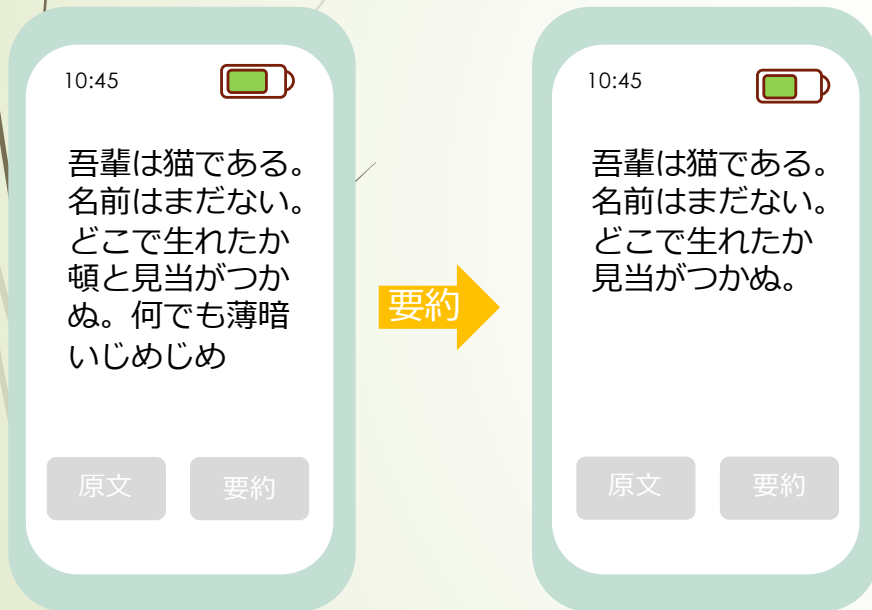 10:45
吾輩は猫である。
名前はまだない。
どこで生れたか
頓と見当がつか
ぬ。何でも薄暗
いじめじめ
原文
要約
要約
10:45
吾輩は猫である。
名前はまだない。
どこで生れたか
見当がつかぬ。
原文
要約